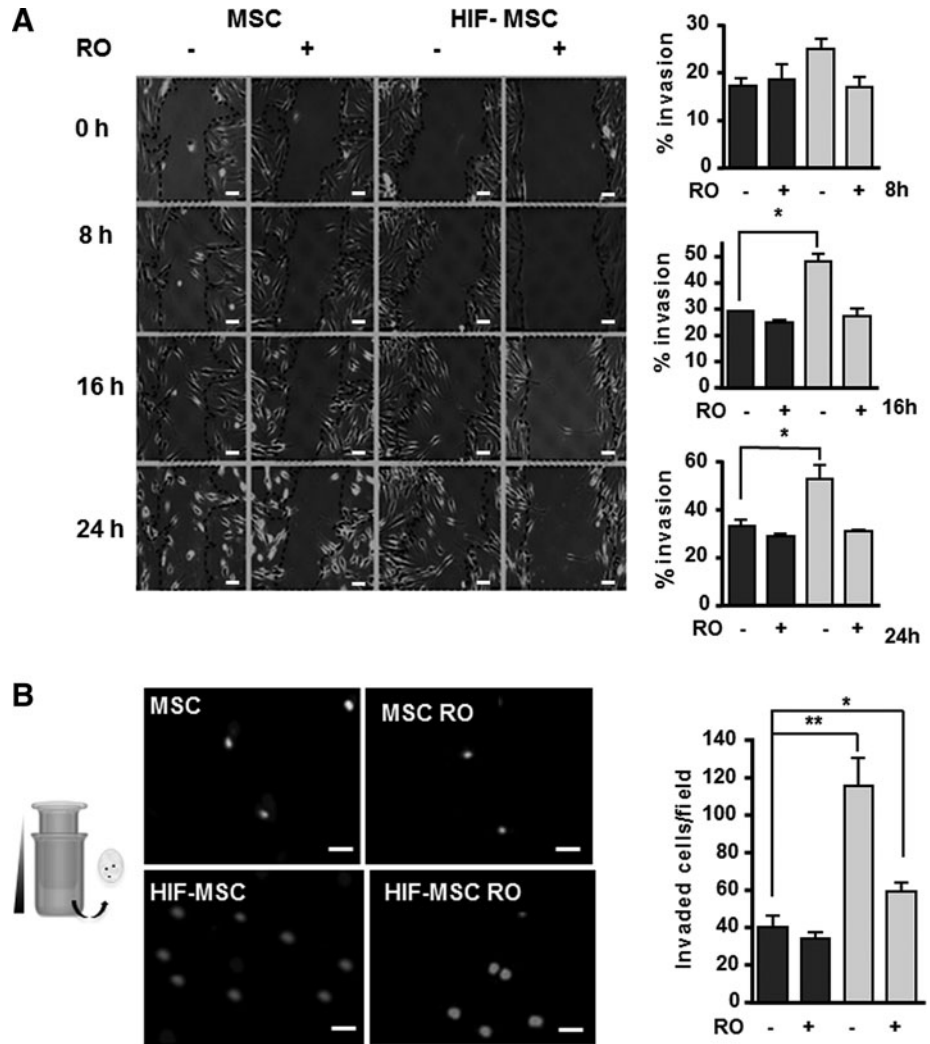 A
MSC HIF- MSC
RO - + - +
0 h
8 h
16 h
24 h
% invasion
30
20
10
0
RO - + - + 8h
*
% invasion
50
40
30
20
10
0
RO - + - + 16h
*
% invasion
60
40
20
0
RO - + - + 24h
B
MSC
MSC RO
HIF-MSC
HIF-MSC RO
*
**
Invaded cells/field
140
120
100
80
60
40
20
0
RO - + - +